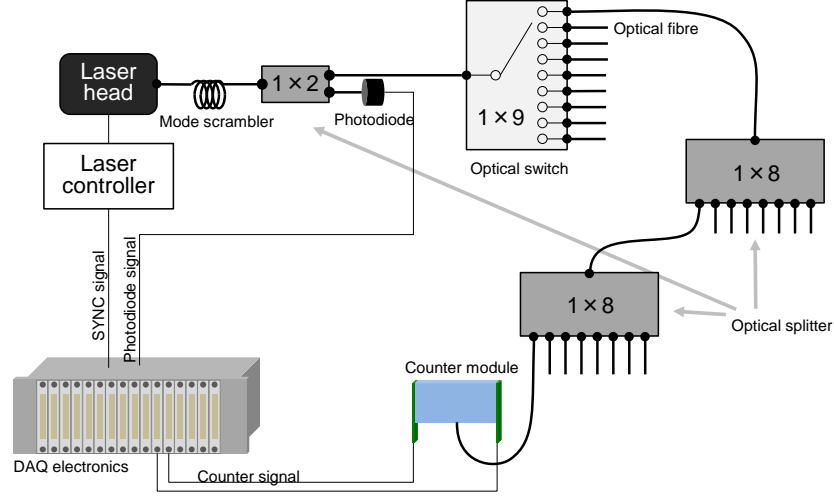 Laser
head
1×2
Mode scrambler
Photodiode
1×9
Optical switch
Optical fibre
1×8
Laser
controller
SYNC signal
Photodiode signal
1×8
Optical splitter
Counter module
DAQ electronics
Counter signal